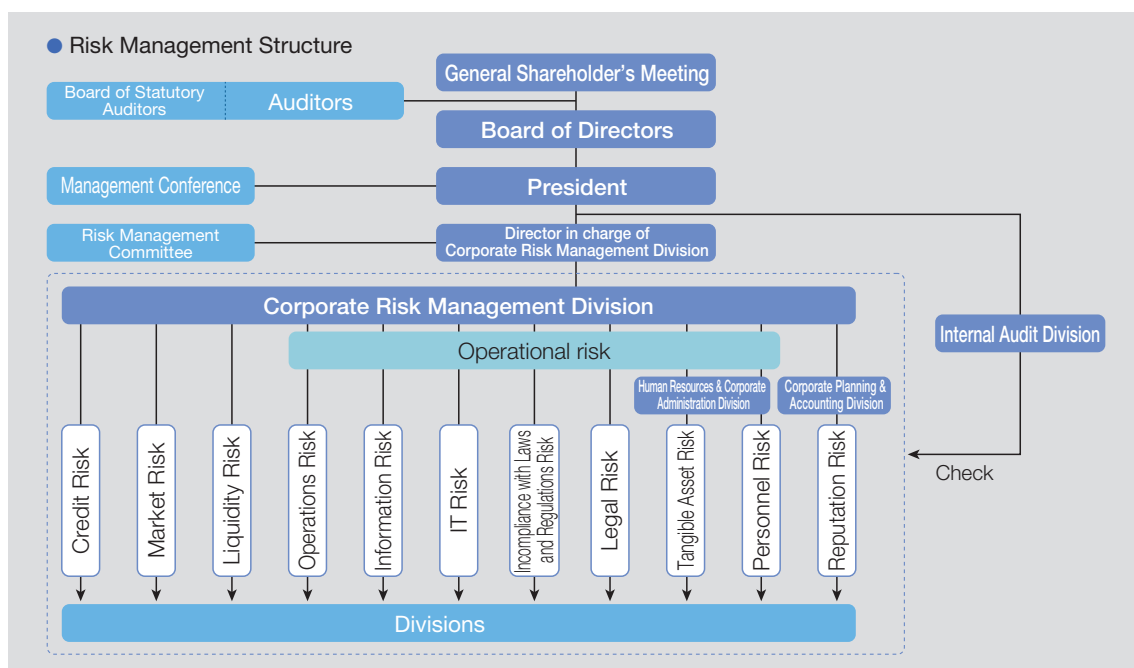 Risk Management Structure
General Shareholder's Meeting
Board of Statutory
Auditors
Auditors
Board of Directors
Management Conference
President
Risk Management
Committee
Director in charge of
Corporate Risk Management Division
Corporate Risk Management Division
Internal Audit Division
Operational risk
Human Resources & Corporate
Administration Division
Corporate Planning &
Accounting Division
Credit Risk
Market Risk
Liquidity Risk
Operations Risk
Information Risk
IT Risk
Incompliance with Laws
and Regulations Risk
Legal Risk
Tangible Asset Risk
Personnel Risk
Reputation Risk
Check
Divisions